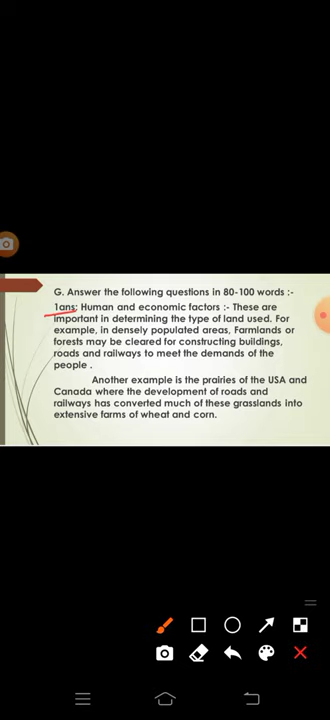 G. Answer the following questions in 80-100 words :-
1ans: Human and economic factors :- These are
important in determining the type of land used. For
example, in densely populated areas, Farmlands or
forests may be cleared for constructing buildings,
roads and railways to meet the demands of the
people .
Another example is the prairies of the USA and
Canada where the development of roads and
railways has converted much of these grasslands into
extensive farms of wheat and corn.